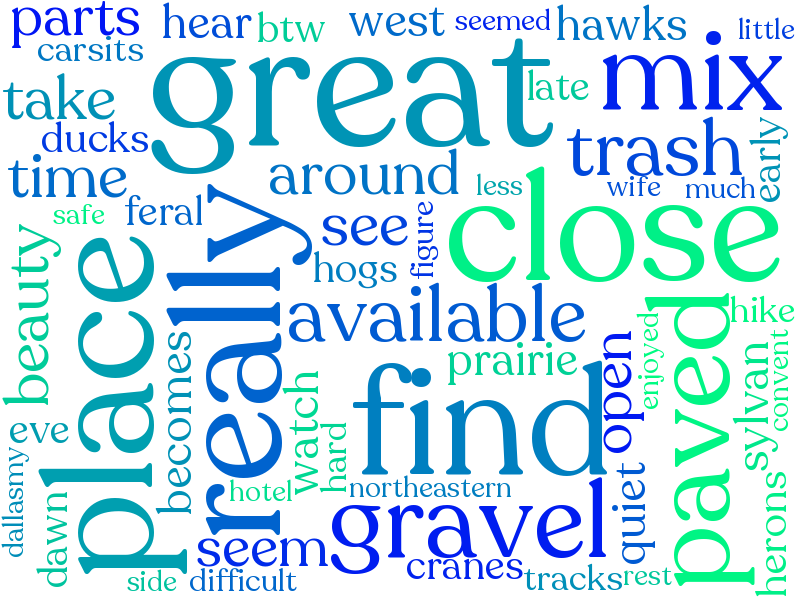 parts
hear
btw
west
seemed
hawks
little
carsits
great
late
mix
take
ducks
trash
early
time
around
less
wife
much
safe
feral
see
figure
close
beauty
place
really
hogs
available
paved
hike
enjoyed
prairie
open
sylvan
convent
becomes
watch
find
eve
hard
dallasmy
dawn
hotel
northeastern
gravel
quiet
herons
seem
cranes
side
difficult
tracks
rest